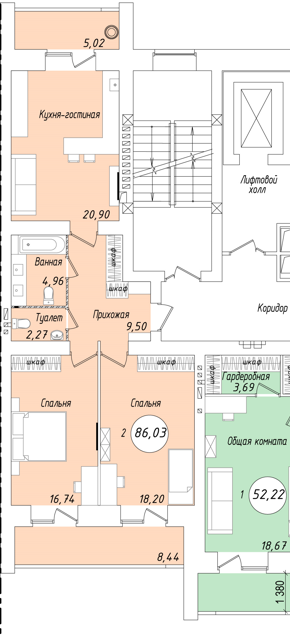 5,02
Кухня-гостиная
20,90
Лифтовой
холл
Ванная
4,96
шкаф
Туалет
2,27
Прихожая
9,50
Коридор
шкаф
шкаф
Спальня
16,74
Спальня
2 86,03
18,20
шкаф
шкаф
Гардеробная
3,69
Общая комната
1 52,22
18,67
8,44
1 380